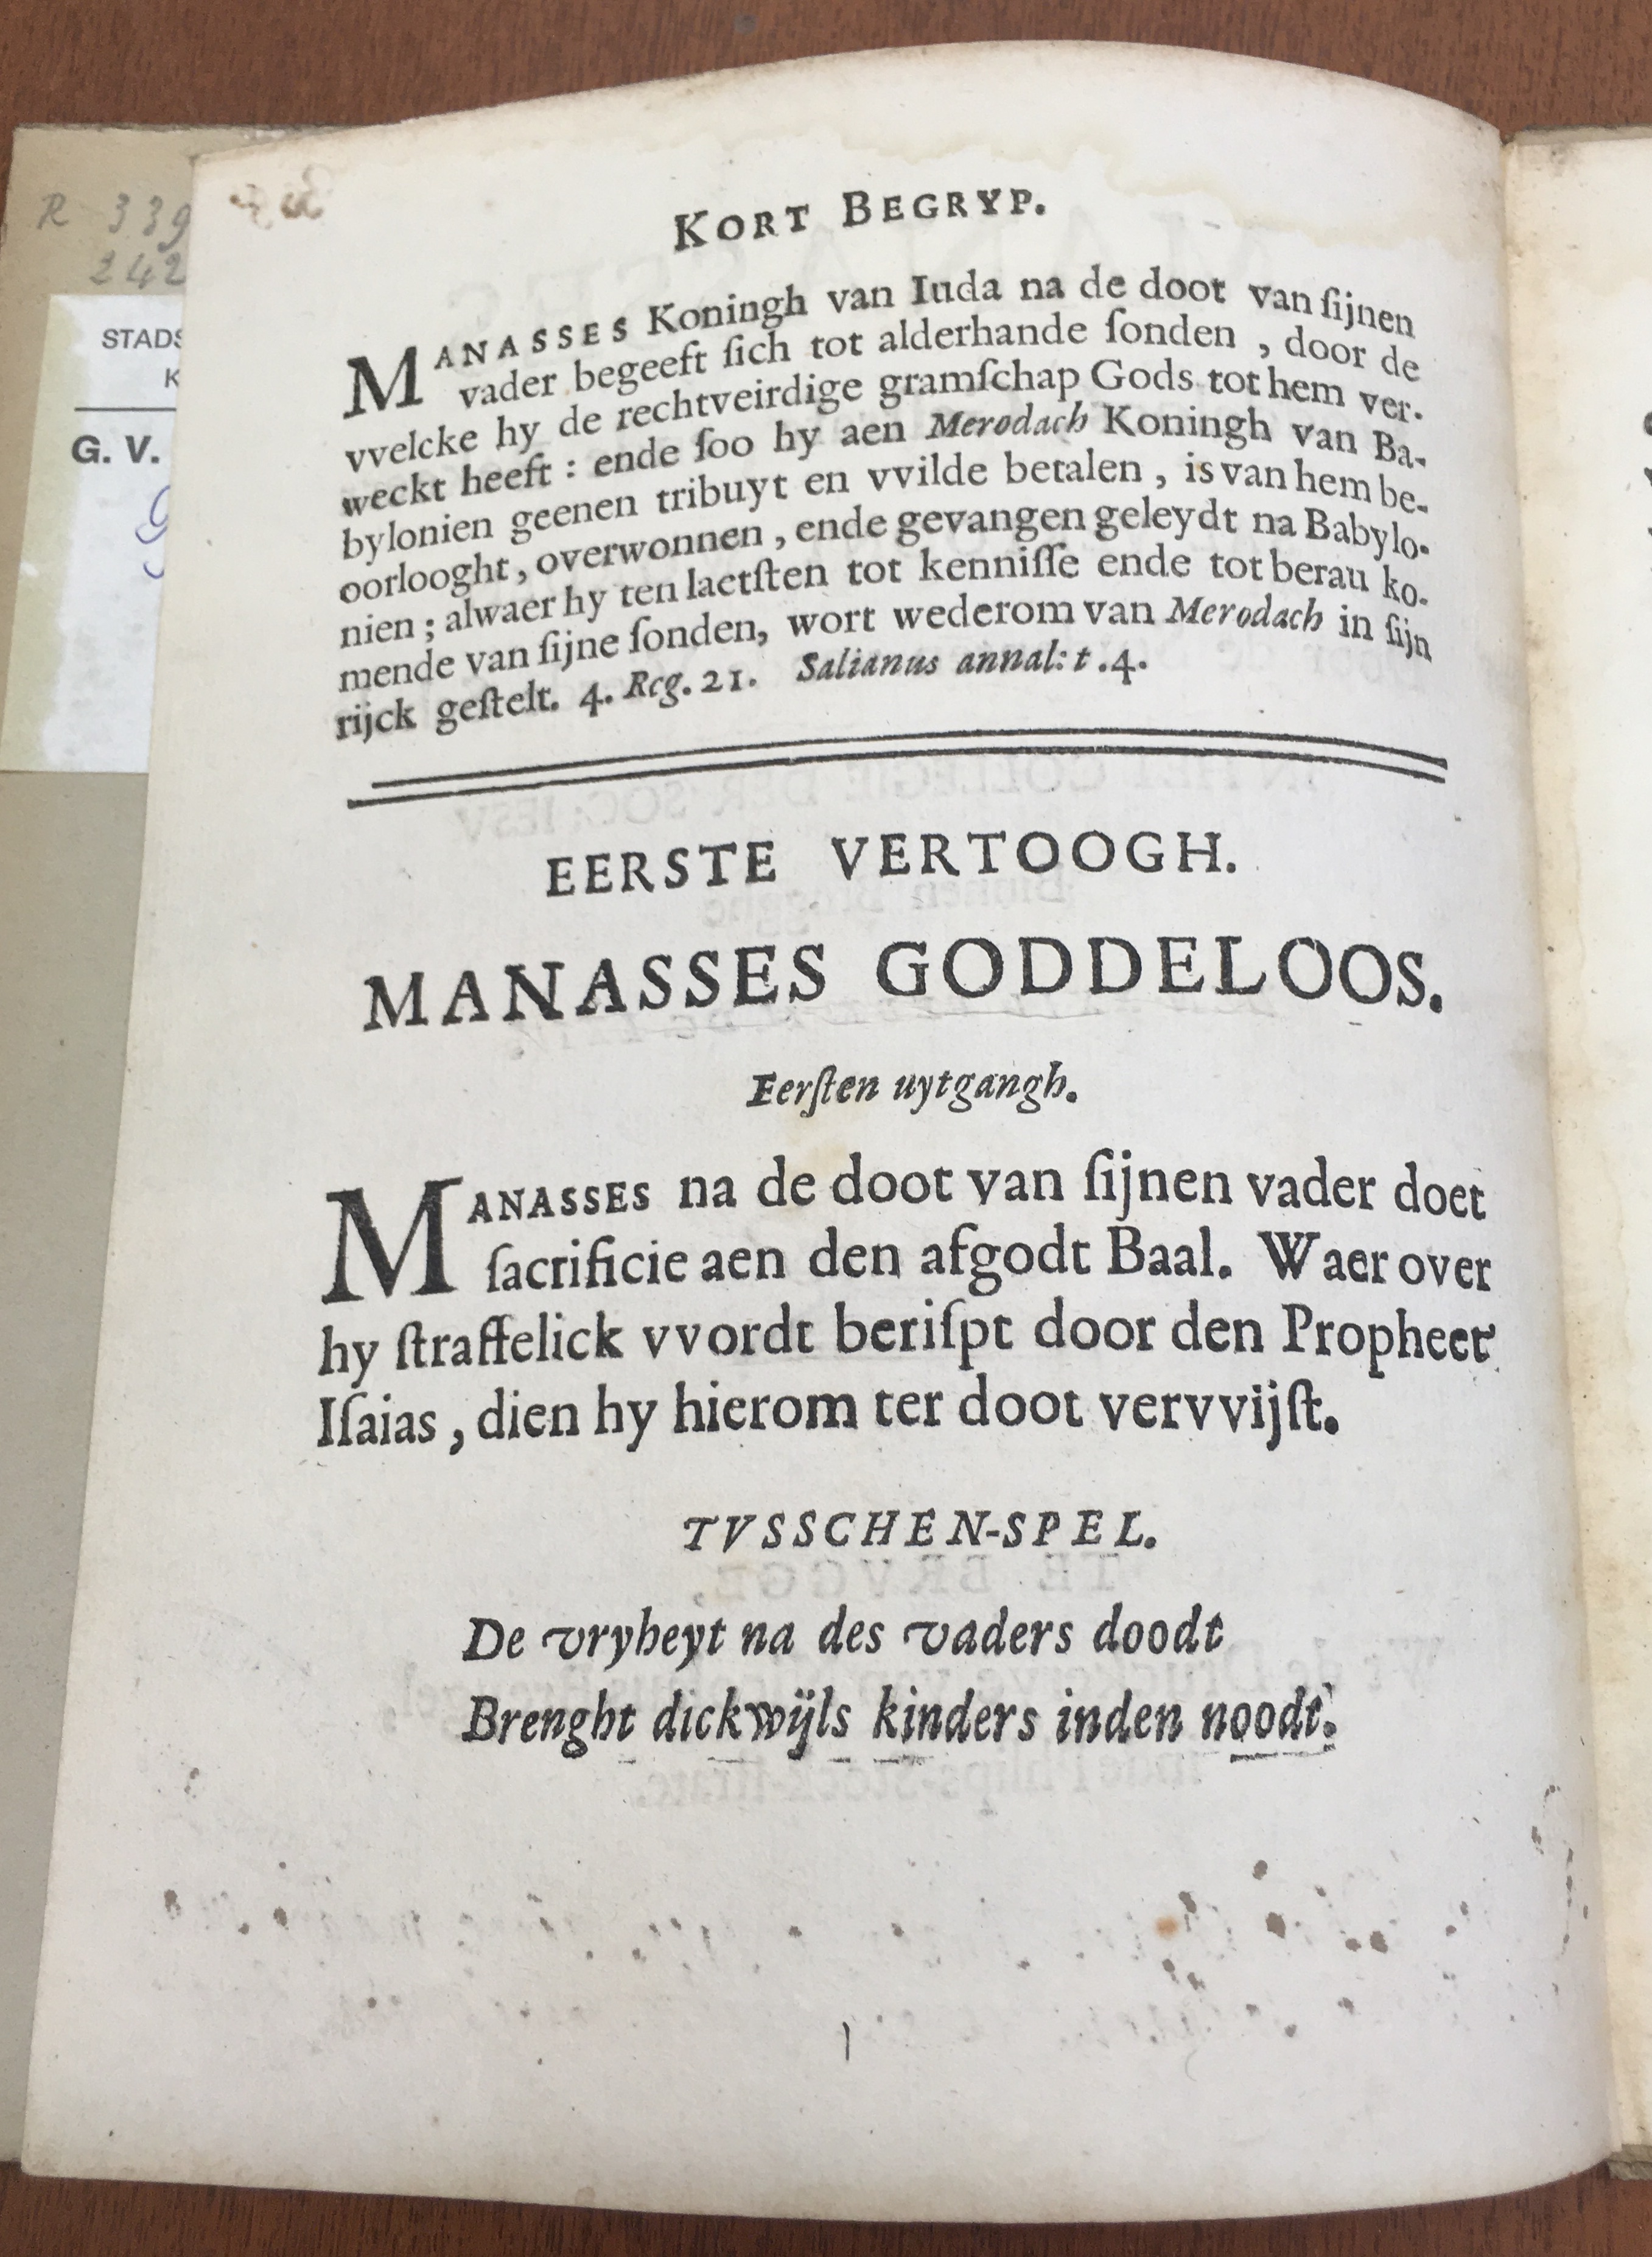 R 339
242
STADS
K
G. V.
KORT BEGRYP.
MANASSES Koningh van Iuda na de doot van ſijnen
vader begeeft ſich tot alderhande ſonden , door de
vvelcke hy de rechtveirdige gramſchap Gods tot hem ver-
weckt heeft : ende ſoo hy aen Merodach Koningh van Ba-
bylonien geenen tribuyt en vvilde betalen , is van hem be-
oorlooght , overwonnen , ende gevangen geleydt na Babylo-
nien ; alwaer hy ten laetſten tot kenniſſe ende tot berau ko-
mende van ſijne ſonden, wort wederom van Merodach in ſijn
rijck geſtelt. 4. Reg. 21. Salianus annal: t .4.
EERSTE VERTOOGH.
MANASSES GODDELOOS.
Eerſten uytgangh.
MANASSES na de doot van ſijnen vader doet
ſacrificie aen den afgodt Baal. Waer over
hy ſtraffelick vvordt beriſpt door den Propheet
Iſaias , dien hy hierom ter doot vervvijſt.
TVSSCHEN-SPEL.
De vryheyt na des vaders doodt
Brenght dickwijls kinders inden noodt.